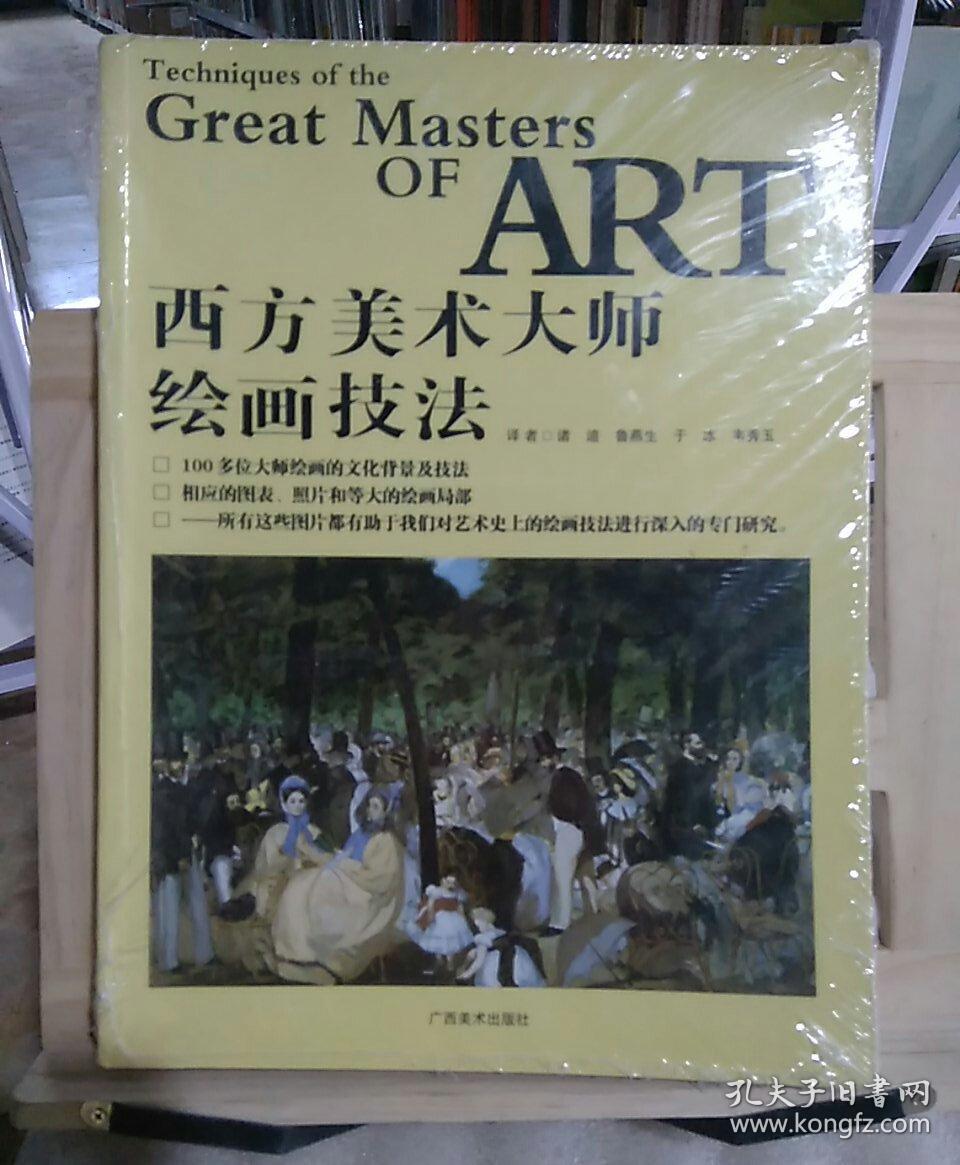 Techniques of the
Great Masters
OF ART
西方美术大师
绘画技法
译者□诸迪 鲁燕生 于冰 韦秀玉
□ 100多位大师绘画的文化背景及技法
□ 相应的图表、照片和等大的绘画局部
□ ——所有这些图片都有助于我们对艺术史上的绘画技法进行深入的专门研究。
广西美术出版社
孔夫子旧书网
www.kongfz.com